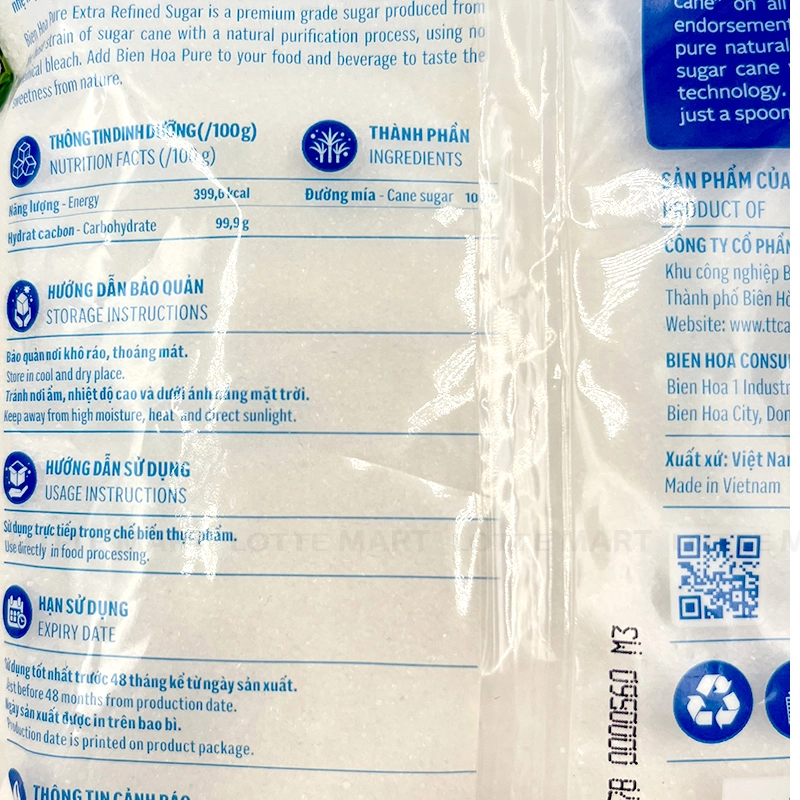 Bien Hoa Pure Extra Refined Sugar is a premium grade sugar produced from
strain of sugar cane with a natural purification process, using no
bleach. Add Bien Hoa Pure to your food and beverage to taste the
sweetness from nature.
THÔNG TIN DINH DƯỠNG (/100g)
NUTRITION FACTS (/100 g)
Năng lượng - Energy 399,6 kcal
Hydrat cacbon - Carbohydrate 99,9g
THÀNH PHẦN
INGREDIENTS
Đường mía - Cane sugar
HƯỚNG DẪN BẢO QUẢN
STORAGE INSTRUCTIONS
Bảo quản nơi khô ráo, thoáng mát.
Store in cool and dry place.
Tránh nơi ẩm, nhiệt độ cao và dưới ánh nắng mặt trời.
Keep away from high moisture, heat and direct sunlight.
HƯỚNG DẪN SỬ DỤNG
USAGE INSTRUCTIONS
Sử dụng trực tiếp trong chế biến thực phẩm.
Use directly in food processing.
HẠN SỬ DỤNG
EXPIRY DATE
Sử dụng tốt nhất trước 48 tháng kể từ ngày sản xuất.
Best before 48 months from production date.
Ngày sản xuất được in trên bao bì.
Production date is printed on product package.
THÔNG TIN CẢNH BÁO
cane" on all
endorsement
pure natural
sugar cane
technology.
just a spoon
SẢN PHẨM CỦA
PRODUCT OF
CÔNG TY CỔ PHẦN
Khu công nghiệp B
Thành phố Biên Hò
Website: www.ttca
BIEN HOA CONSU
Bien Hoa 1 Industr
Bien Hoa City, Don
Xuất xứ: Việt Nam
Made in Vietnam
LOTTE MART LOTTE MART
0000560 M3